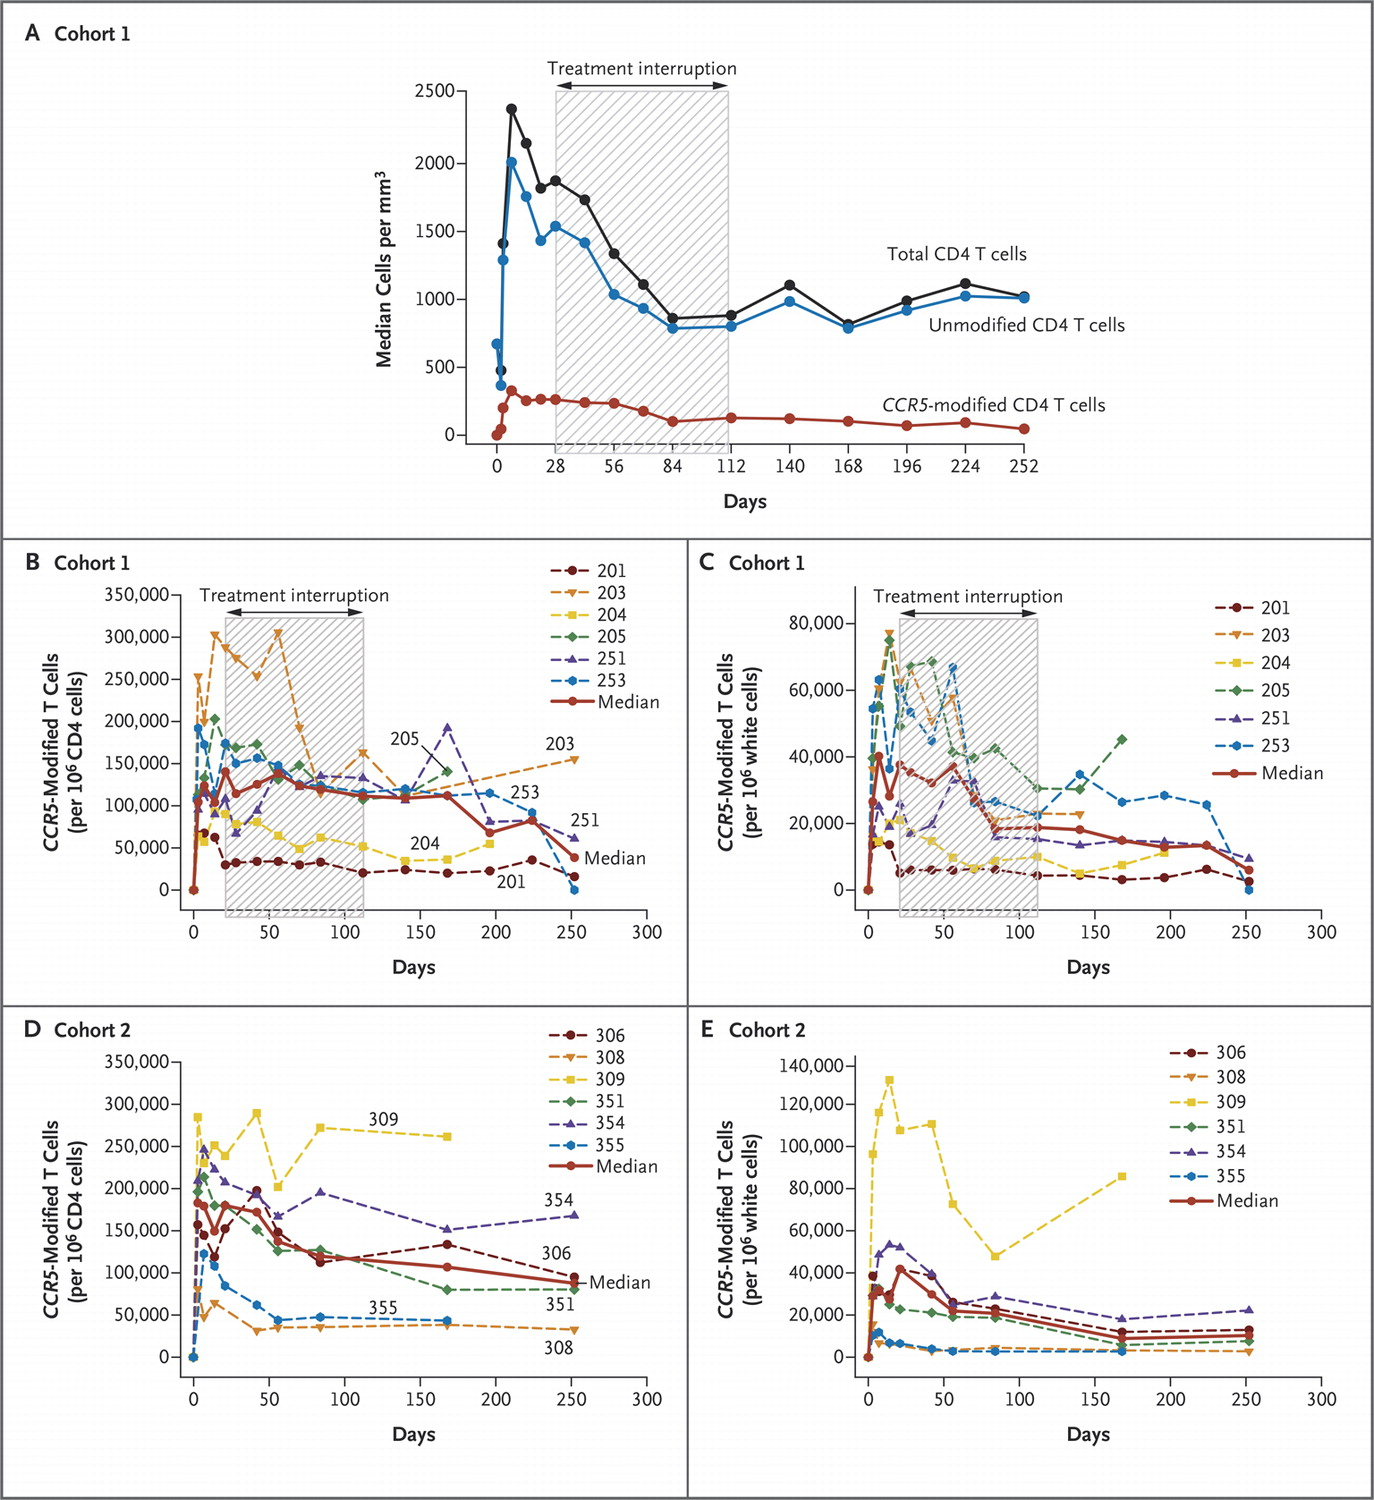 A Cohort 1
Treatment interruption
2500
2000
1500
1000
500
0
Median Cells per mm³
Total CD4 T cells
Unmodified CD4 T cells
CCR5-modified CD4 T cells
0 28 56 84 112 140 168 196 224 252
Days
B Cohort 1
Treatment interruption
350,000
300,000
250,000
200,000
150,000
100,000
50,000
0
CCR5-Modified T Cells
(per 10⁶ CD4 cells)
201
203
204
205
251
253
Median
205
203
253
251
204
Median
201
0 50 100 150 200 250 300
Days
C Cohort 1
Treatment interruption
80,000
60,000
40,000
20,000
0
CCR5-Modified T Cells
(per 10⁶ white cells)
201
203
204
205
251
253
Median
0 50 100 150 200 250 300
Days
D Cohort 2
350,000
300,000
250,000
200,000
150,000
100,000
50,000
0
CCR5-Modified T Cells
(per 10⁶ CD4 cells)
306
308
309
351
354
355
Median
309
354
306
Median
351
355
308
0 50 100 150 200 250 300
Days
E Cohort 2
140,000
120,000
100,000
80,000
60,000
40,000
20,000
0
CCR5-Modified T Cells
(per 10⁶ white cells)
306
308
309
351
354
355
Median
0 50 100 150 200 250 300
Days